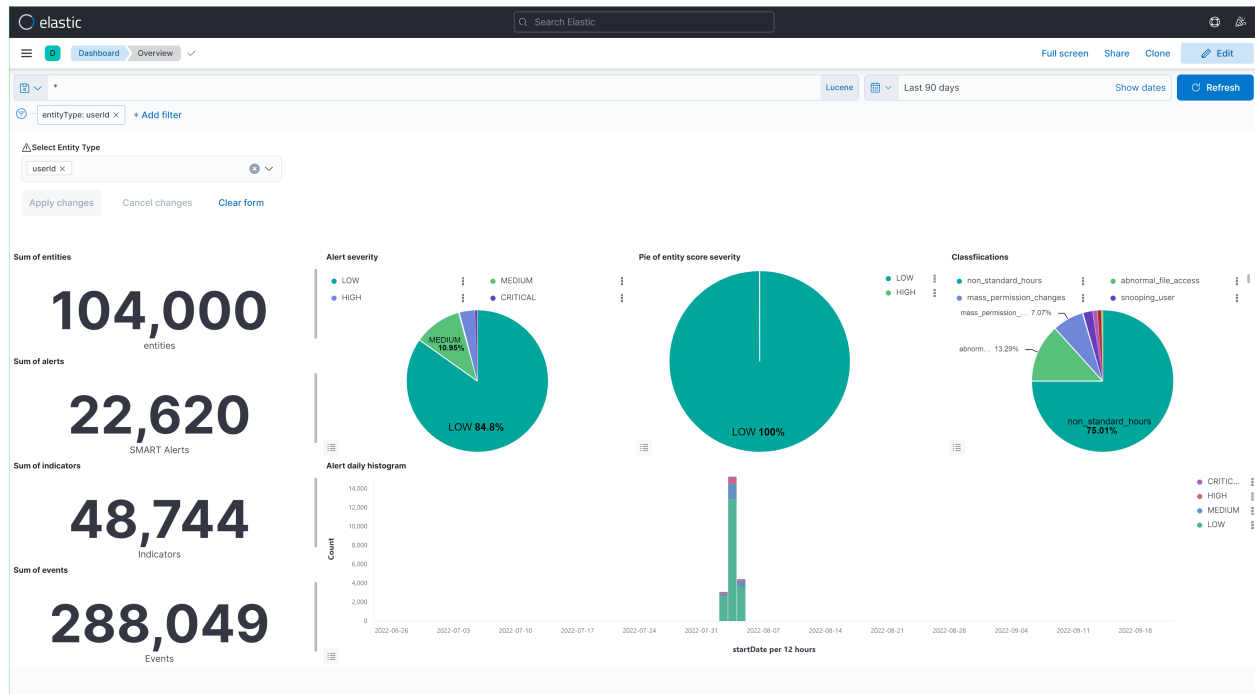 elastic
Search Elastic
D
Dashboard
Overview
Full screen
Share
Clone
Edit
*
Lucene
Last 90 days
Show dates
Refresh
entityType: userId ×
+ Add filter
Select Entity Type
userId ×
Apply changes
Cancel changes
Clear form
Sum of entities
104,000
entities
Sum of alerts
22,620
SMART Alerts
Sum of indicators
48,744
Indicators
Sum of events
288,049
Events
Alert severity
LOW
MEDIUM
HIGH
CRITICAL
MEDIUM
10.95%
LOW 84.8%
Pie of entity score severity
LOW
HIGH
LOW 100%
Classfiications
non_standard_hours
abnormal_file_access
mass_permission_changes
snooping_user
mass_permission_... 7.07%
abnorm... 13.29%
non_standard_hours
75.01%
Alert daily histogram
CRITIC...
HIGH
MEDIUM
LOW
Count
14,000
12,000
10,000
8,000
6,000
4,000
2,000
0
2022-06-26
2022-07-03
2022-07-10
2022-07-17
2022-07-24
2022-07-31
2022-08-07
2022-08-14
2022-08-21
2022-08-28
2022-09-04
2022-09-11
2022-09-18
startDate per 12 hours